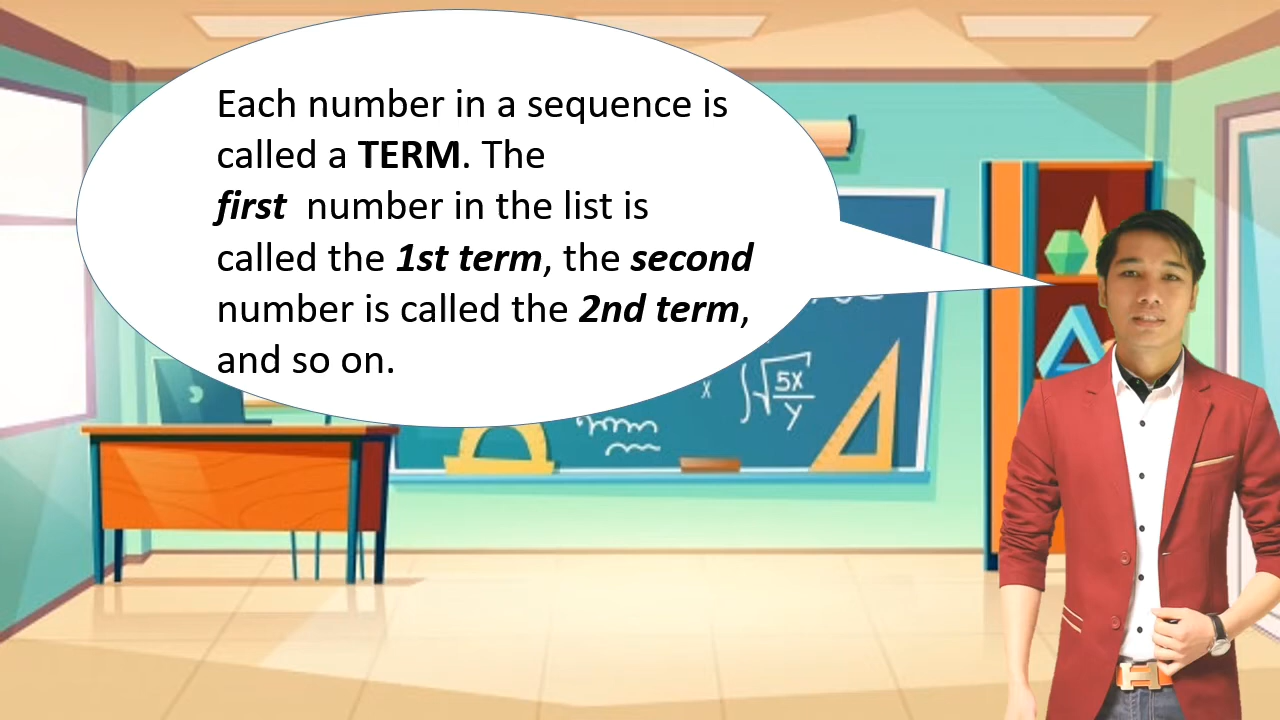 Each number in a sequence is
called a TERM. The
first number in the list is
called the 1st term, the second
number is called the 2nd term,
and so on.
x ∫√5x/y